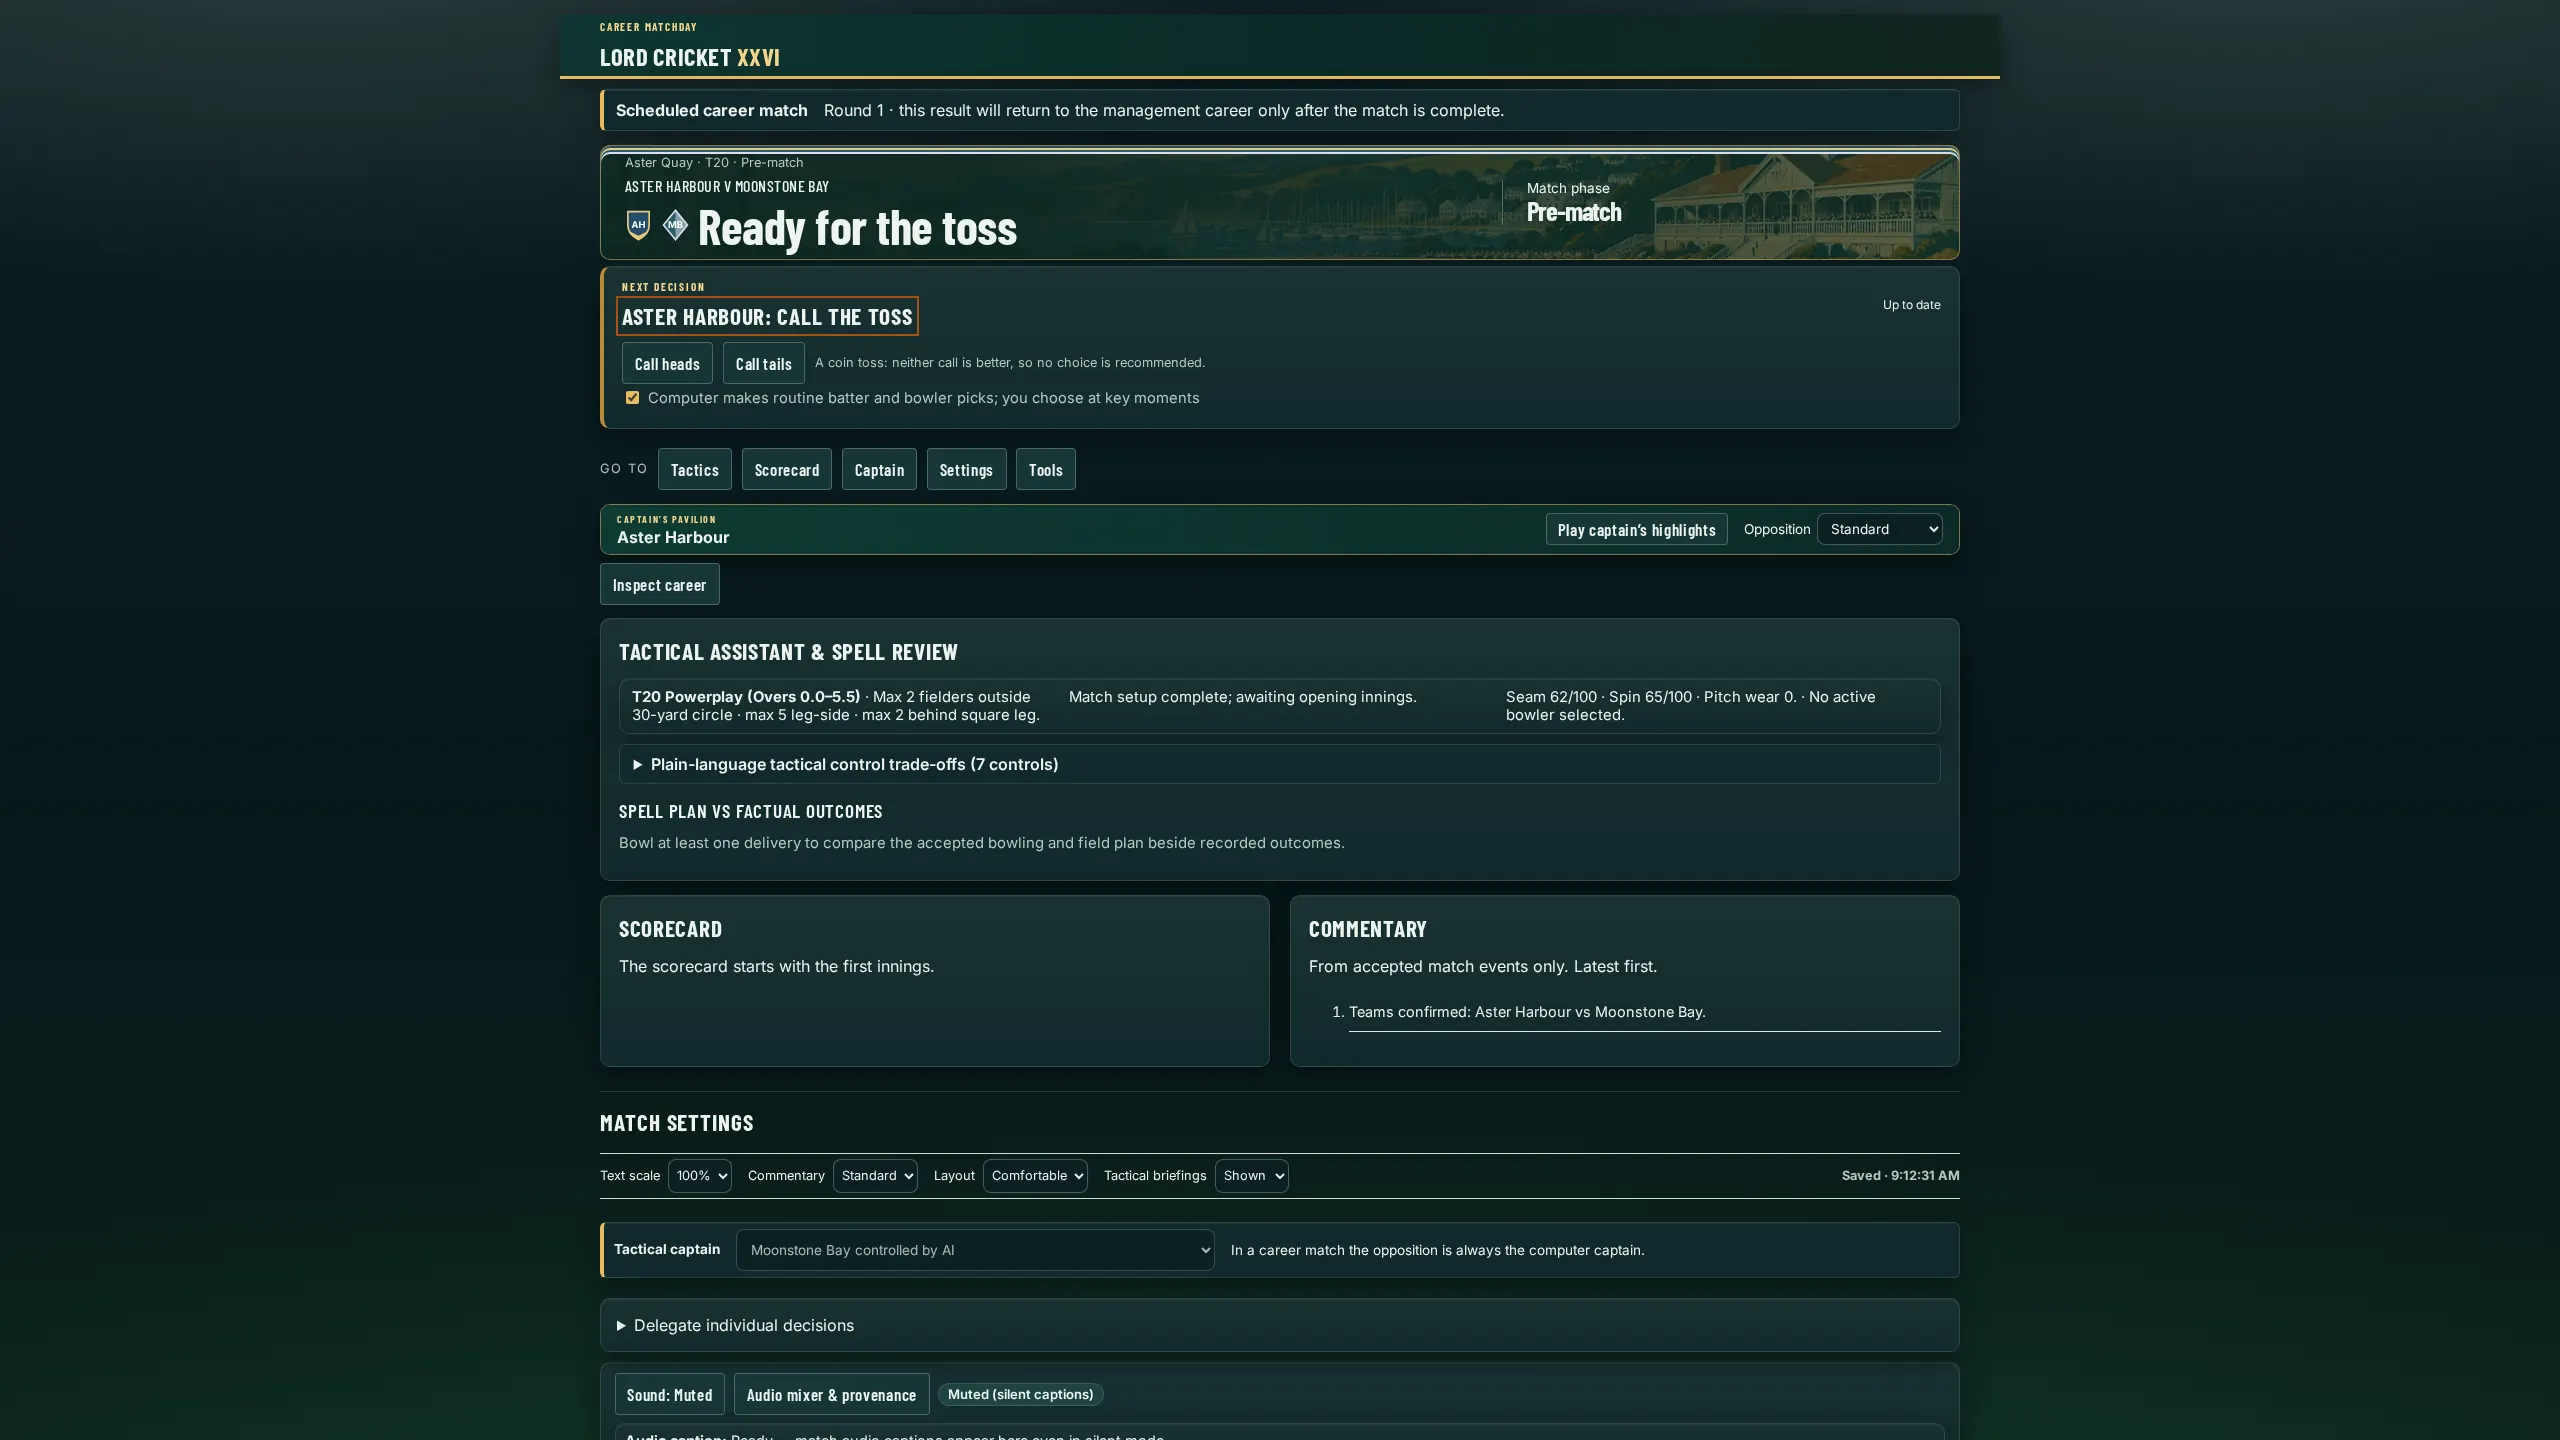 CAREER MATCHDAY
LORD CRICKET XXVI
Scheduled career match Round 1 · this result will return to the management career only after the match is complete.
Aster Quay · T20 · Pre-match
ASTER HARBOUR V MOONSTONE BAY
AH MB Ready for the toss
Match phase
Pre-match
NEXT DECISION
ASTER HARBOUR: CALL THE TOSS
Up to date
Call heads Call tails A coin toss: neither call is better, so no choice is recommended.
Computer makes routine batter and bowler picks; you choose at key moments
GO TO Tactics Scorecard Captain Settings Tools
CAPTAIN'S PAVILION
Aster Harbour
Play captain's highlights Opposition Standard
Inspect career
TACTICAL ASSISTANT & SPELL REVIEW
T20 Powerplay (Overs 0.0–5.5) · Max 2 fielders outside
30-yard circle · max 5 leg-side · max 2 behind square leg.
Match setup complete; awaiting opening innings.
Seam 62/100 · Spin 65/100 · Pitch wear 0. · No active
bowler selected.
Plain-language tactical control trade-offs (7 controls)
SPELL PLAN VS FACTUAL OUTCOMES
Bowl at least one delivery to compare the accepted bowling and field plan beside recorded outcomes.
SCORECARD
The scorecard starts with the first innings.
COMMENTARY
From accepted match events only. Latest first.
1. Teams confirmed: Aster Harbour vs Moonstone Bay.
MATCH SETTINGS
Text scale 100% Commentary Standard Layout Comfortable Tactical briefings Shown Saved · 9:12:31 AM
Tactical captain Moonstone Bay controlled by AI In a career match the opposition is always the computer captain.
Delegate individual decisions
Sound: Muted Audio mixer & provenance Muted (silent captions)
Audio caption: Ready — match audio captions appear here even in silent mode.